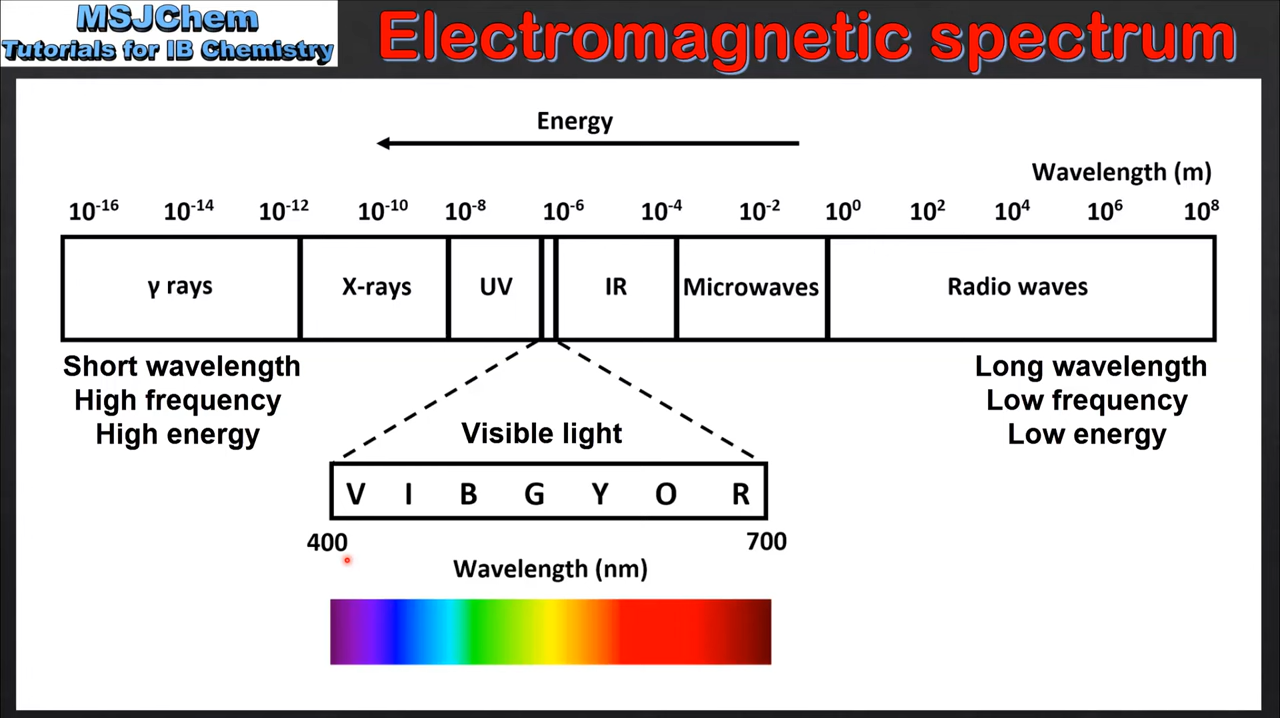 MSJChem
Tutorials for IB Chemistry
Electromagnetic spectrum
Energy
Wavelength (m)
10⁻¹⁶ 10⁻¹⁴ 10⁻¹² 10⁻¹⁰ 10⁻⁸ 10⁻⁶ 10⁻⁴ 10⁻² 10⁰ 10² 10⁴ 10⁶ 10⁸
γ rays X-rays UV IR Microwaves Radio waves
Short wavelength
High frequency
High energy
Long wavelength
Low frequency
Low energy
Visible light
V I B G Y O R
400 700
Wavelength (nm)